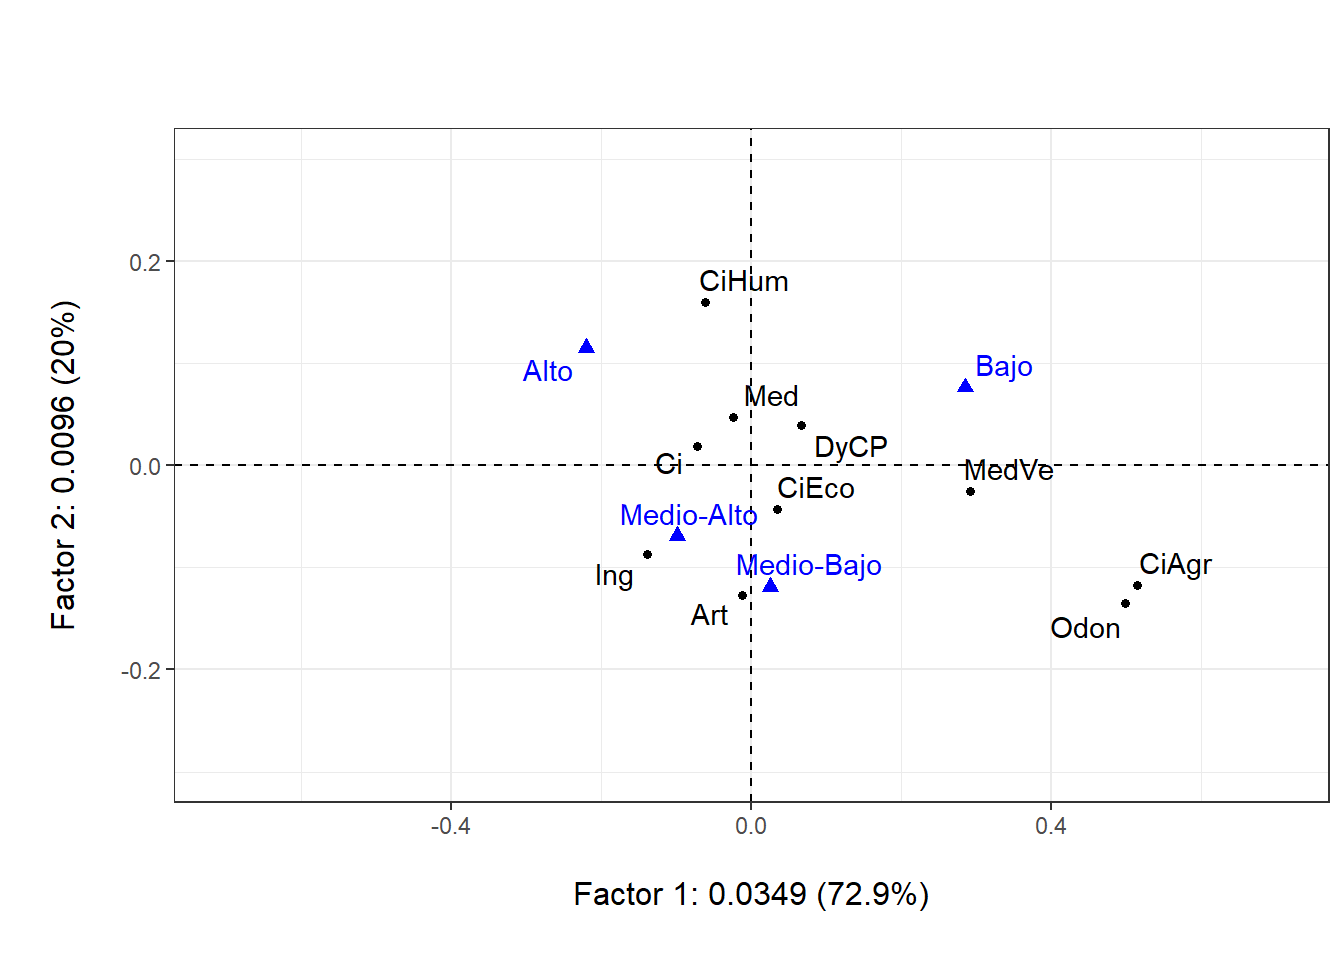 CiHum
0.2
Alto
Bajo
Med
DyCP
Ci
0.0
MedVe
CiEco
Medio-Alto
Ing
Medio-Bajo
CiAgr
Art
Odon
-0.2
-0.4
0.0
0.4
Factor 1: 0.0349 (72.9%)
Factor 2: 0.0096 (20%)